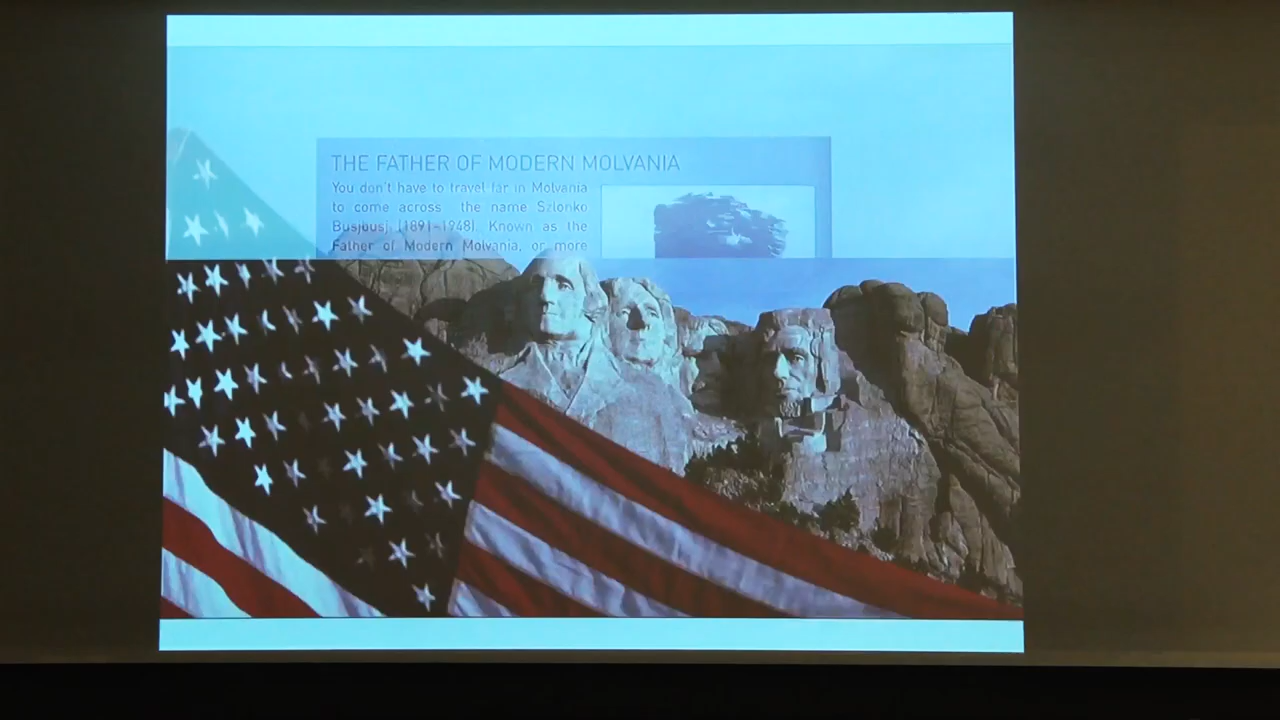 THE FATHER OF MODERN MOLVANIA
You don't have to travel far in Molvania
to come across the name Szlonko
Busjbusj (1891–1948). Known as the
Father of Modern Molvania, or more